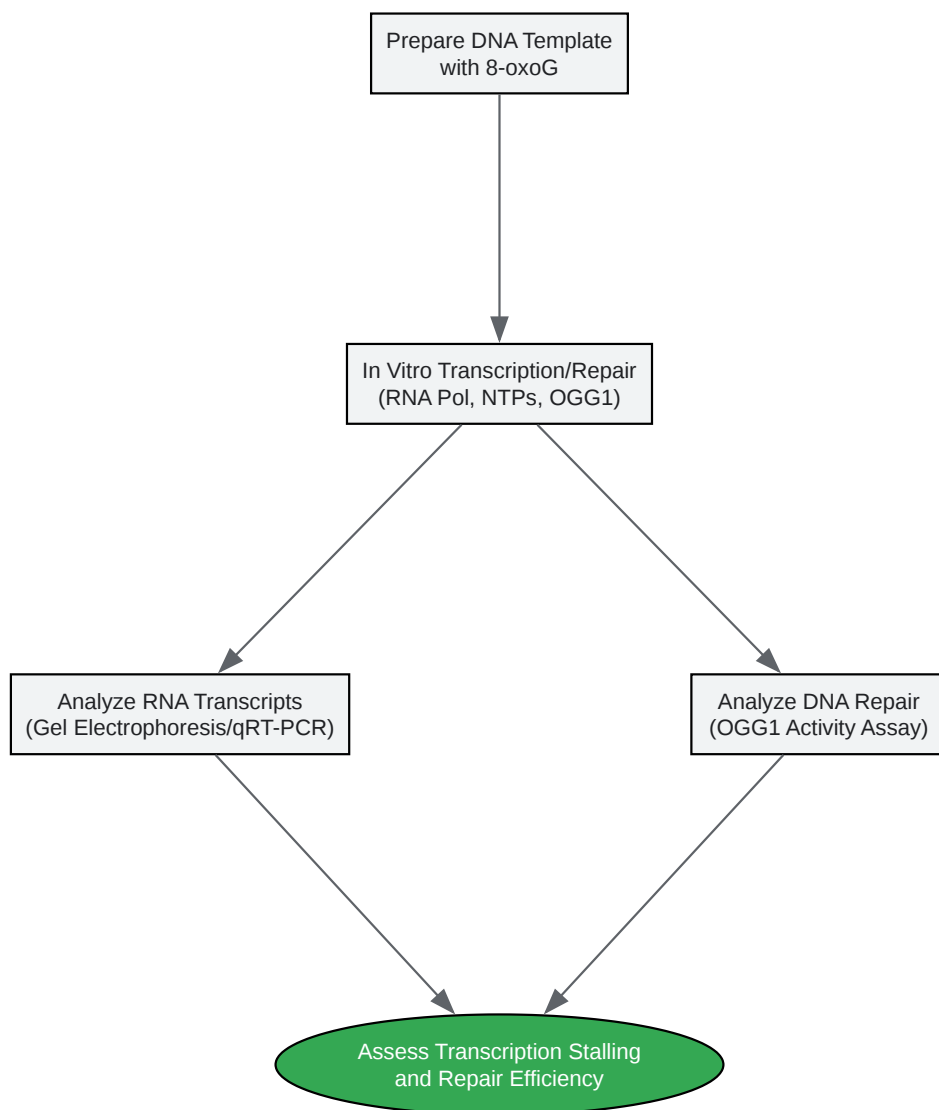 Prepare DNA Template
with 8-oxoG
In Vitro Transcription/Repair
(RNA Pol, NTPs, OGG1)
Analyze RNA Transcripts
(Gel Electrophoresis/qRT-PCR)
Analyze DNA Repair
(OGG1 Activity Assay)
Assess Transcription Stalling
and Repair Efficiency